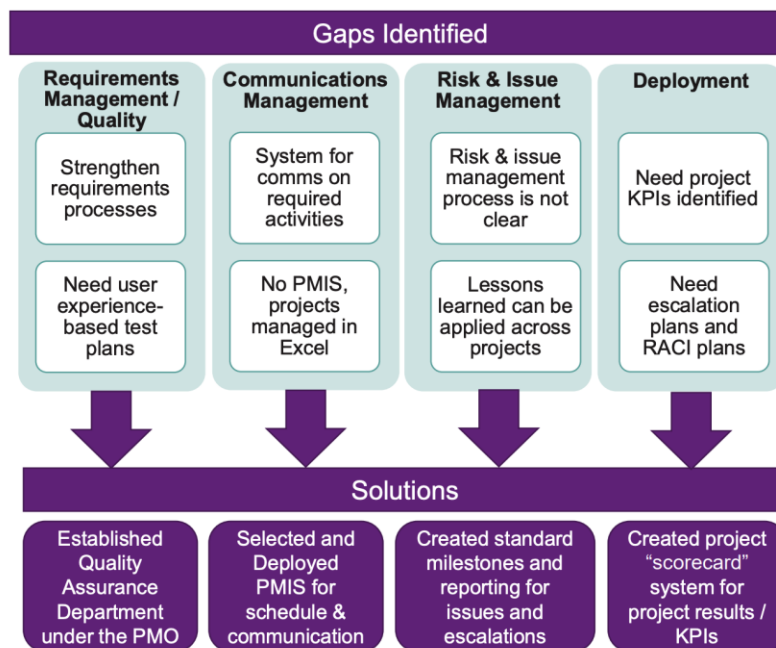 Gaps Identified
Requirements
Management /
Quality
Strengthen
requirements
processes
Need user
experience-
based test
plans
Communications
Management
System for
comms on
required
activities
No PMIS,
projects
managed in
Excel
Risk & Issue
Management
Risk & issue
management
process is not
clear
Lessons
learned can be
applied across
projects
Deployment
Need project
KPIs identified
Need
escalation
plans and
RACI plans
Solutions
Established
Quality
Assurance
Department
under the PMO
Selected and
Deployed
PMIS for
schedule &
communication
Created standard
milestones and
reporting for
issues and
escalations
Created project
“scorecard”
system for
project results /
KPIs